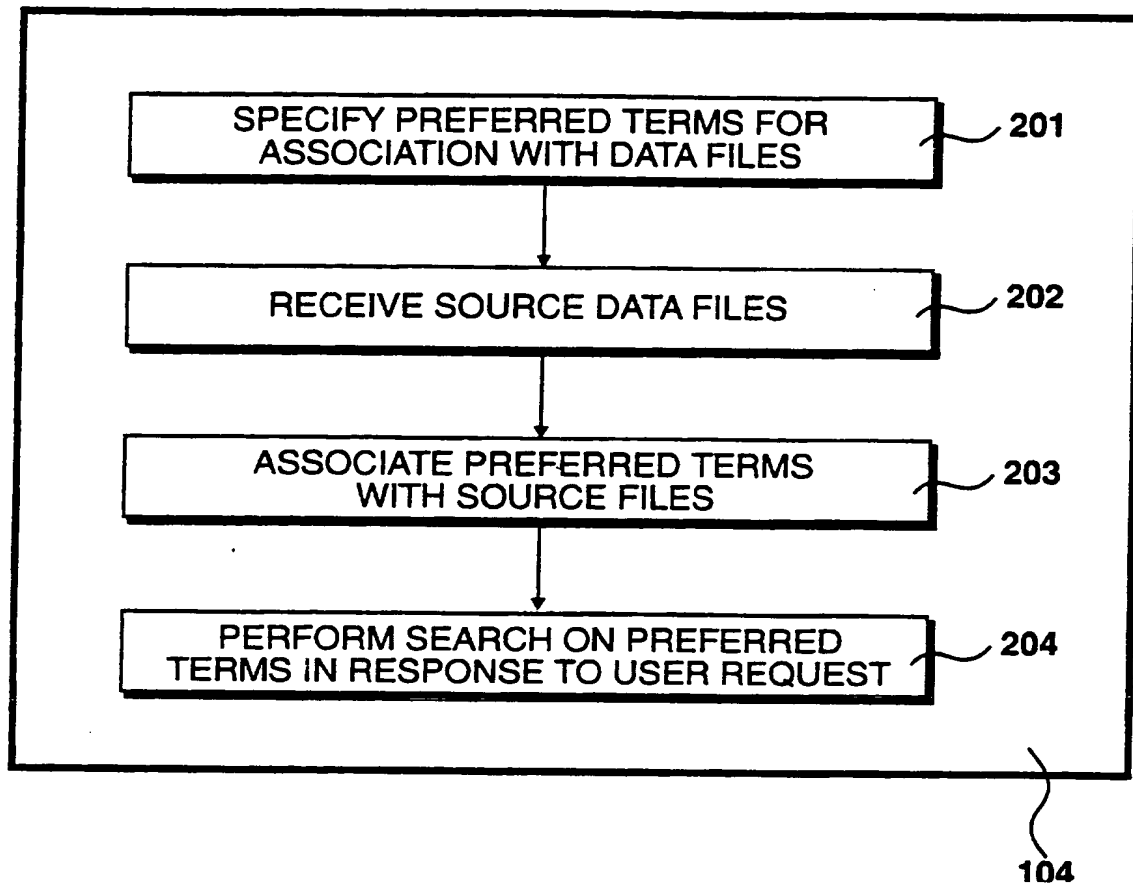 SPECIFY PREFERRED TERMS FOR
ASSOCIATION WITH DATA FILES
201
RECEIVE SOURCE DATA FILES
202
ASSOCIATE PREFERRED TERMS
WITH SOURCE FILES
203
PERFORM SEARCH ON PREFERRED
TERMS IN RESPONSE TO USER REQUEST
204
104